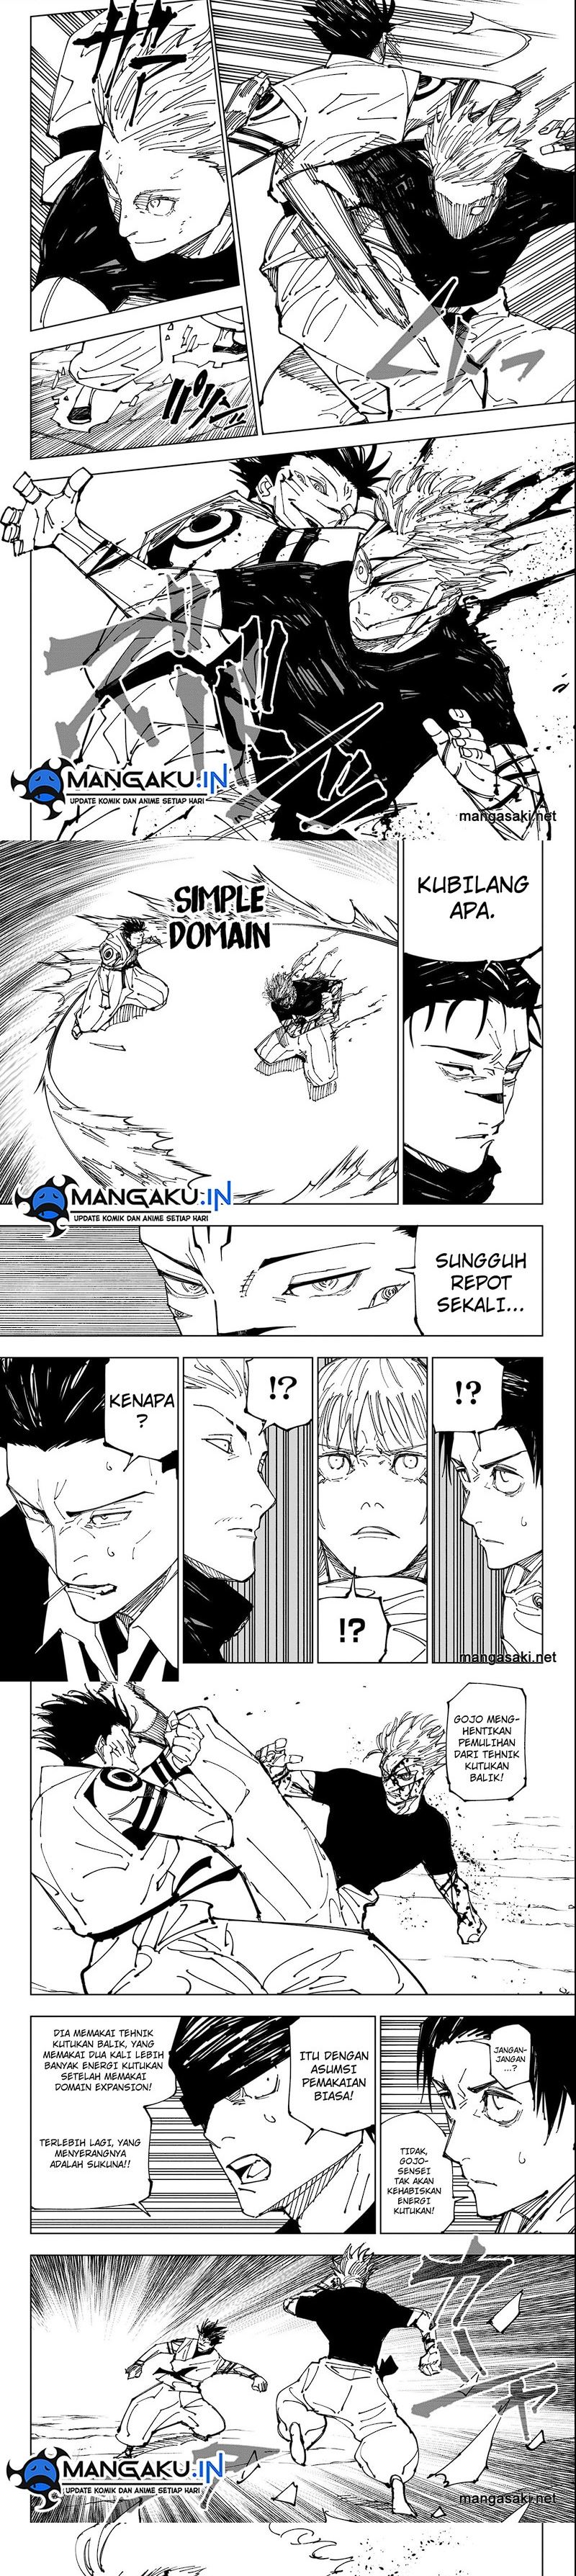 MANGAKU.IN
UPDATE KOMIK DAN ANIME SETIAP HARI
mangasaki.net
SIMPLE
DOMAIN
KUBILANG
APA.
MANGAKU.IN
UPDATE KOMIK DAN ANIME SETIAP HARI
SUNGGUH
REPOT
SEKALI...
KENAPA
?
!?
!?
!?
mangasaki.net
GOJO MENG-
HENTIKAN
PEMULIHAN
DARI TEHNIK
KUTUKAN
BALIK!
JANGAN-
JANGAN
...?
TIDAK,
GOJO-
SENSEI
TAK AKAN
KEHABISKAN
ENERGI
KUTUKAN!
ITU DENGAN
ASUMSI
PEMAKAIAN
BIASA!
DIA MEMAKAI TEHNIK
KUTUKAN BALIK, YANG
MEMAKAI DUA KALI LEBIH
BANYAK ENERGI KUTUKAN
SETELAH MEMAKAI
DOMAIN EXPANSION!
TERLEBIH LAGI, YANG
MENYERANGNYA
ADALAH SUKUNA!!
MANGAKU.IN
UPDATE KOMIK DAN ANIME SETIAP HARI
mangasaki.net